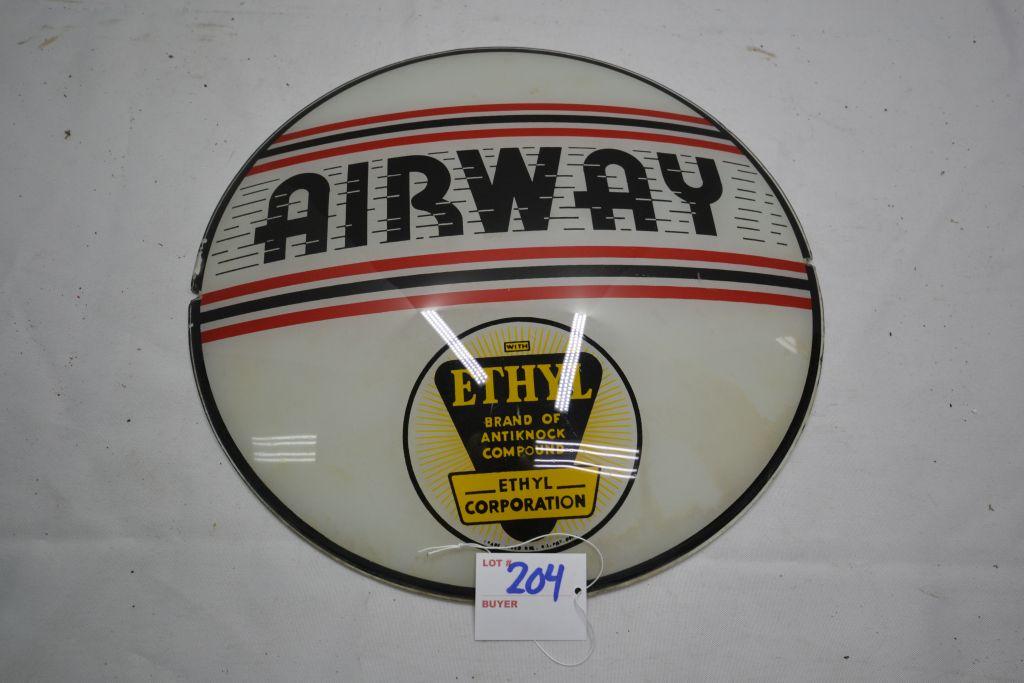 AIRWAY
WITH
ETHYL
BRAND OF
ANTIKNOCK
COMPOUND
ETHYL
CORPORATION
LOT # 204
BUYER